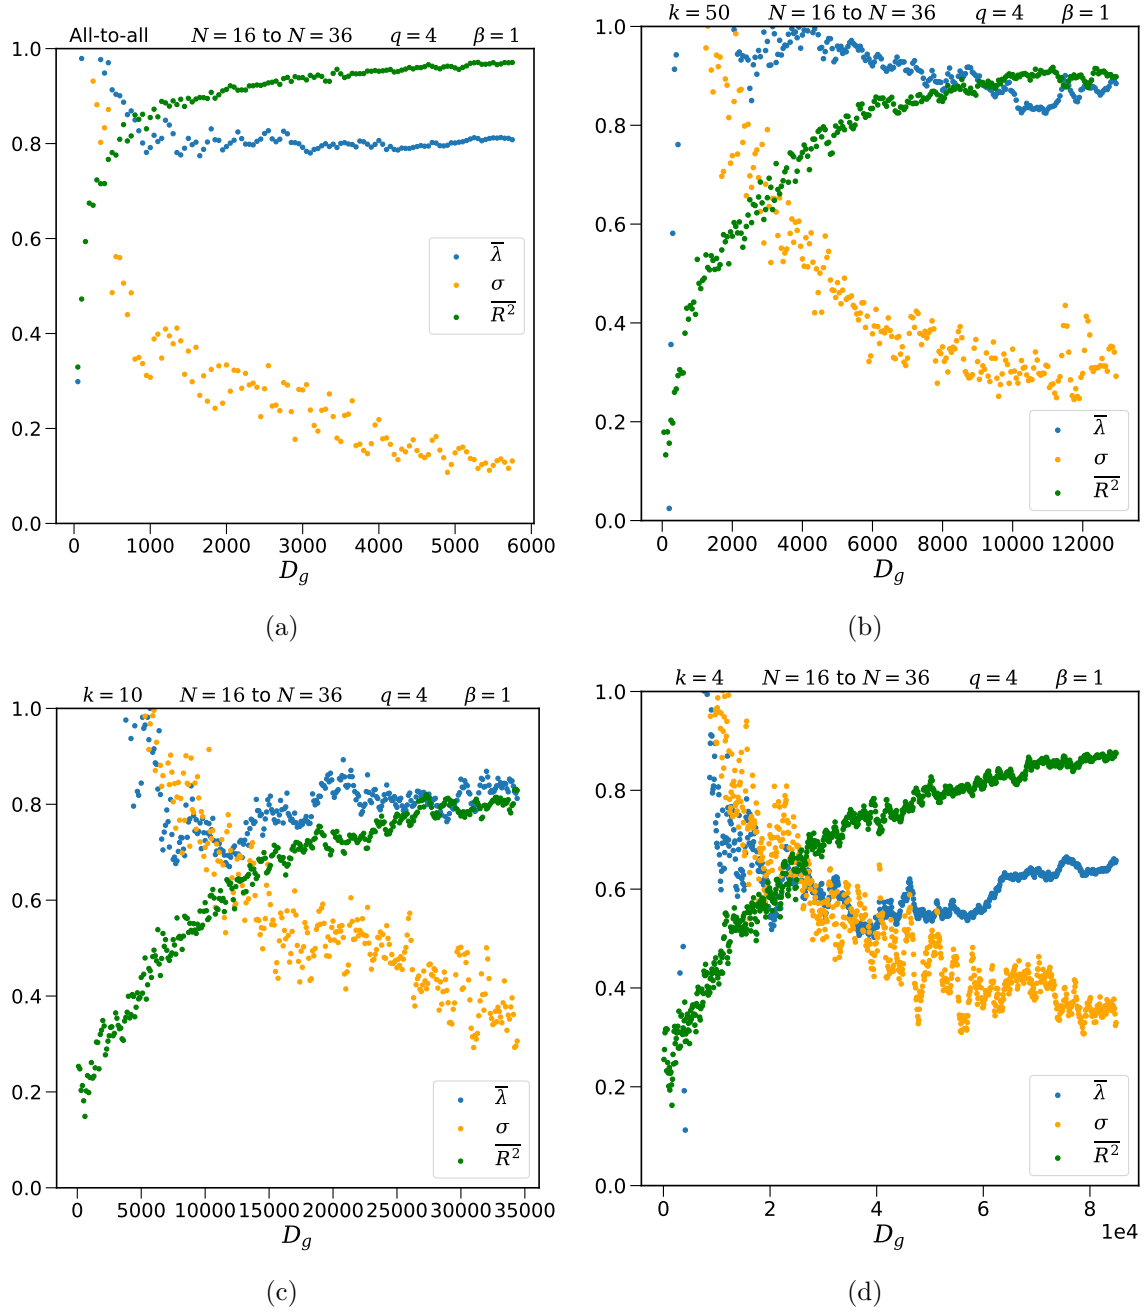 All-to-all N = 16 to N = 36 q = 4 β = 1
1.0
0.8
0.6
0.4
0.2
0.0
λ̅
σ
R̅²̅
0 1000 2000 3000 4000 5000 6000
D_g
(a)
k = 50 N = 16 to N = 36 q = 4 β = 1
1.0
0.8
0.6
0.4
0.2
0.0
λ̅
σ
R̅²̅
0 2000 4000 6000 8000 10000 12000
D_g
(b)
k = 10 N = 16 to N = 36 q = 4 β = 1
1.0
0.8
0.6
0.4
0.2
0.0
λ̅
σ
R̅²̅
0 5000 10000 15000 20000 25000 30000 35000
D_g
(c)
k = 4 N = 16 to N = 36 q = 4 β = 1
1.0
0.8
0.6
0.4
0.2
0.0
λ̅
σ
R̅²̅
0 2 4 6 8
1e4
D_g
(d)